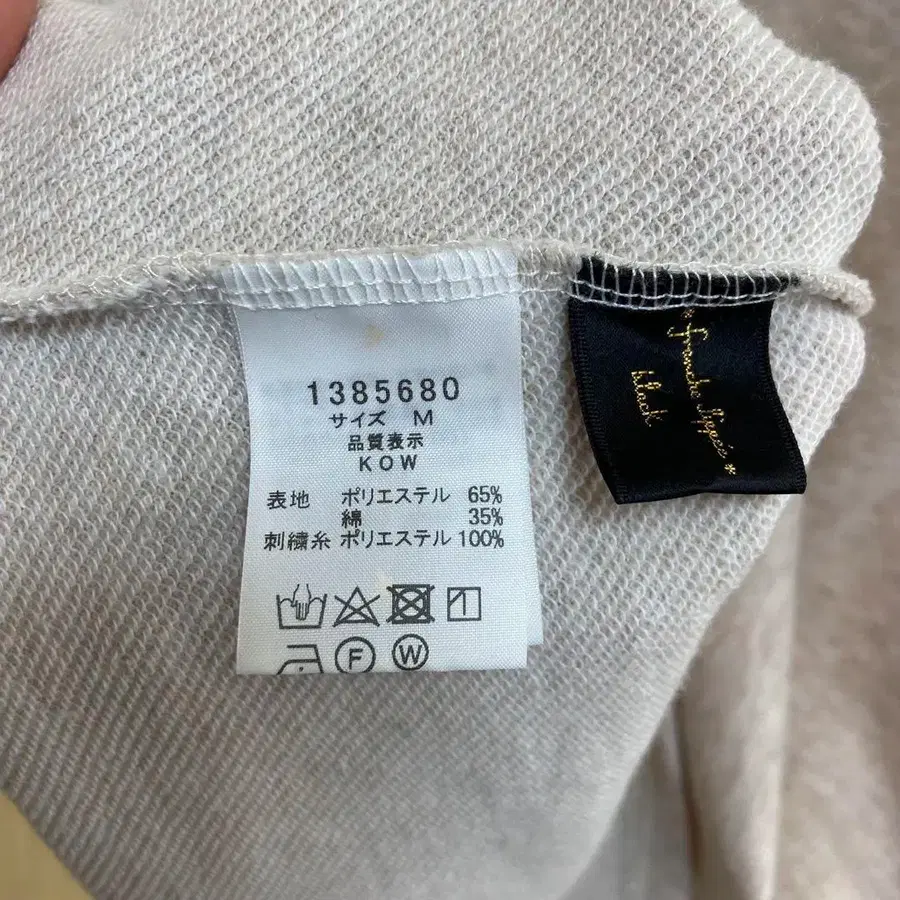 1385680
サイズ M
品質表示
KOW
表地 ポリエステル 65%
綿 35%
刺繍糸 ポリエステル 100%
F W
* franche lippée *
black